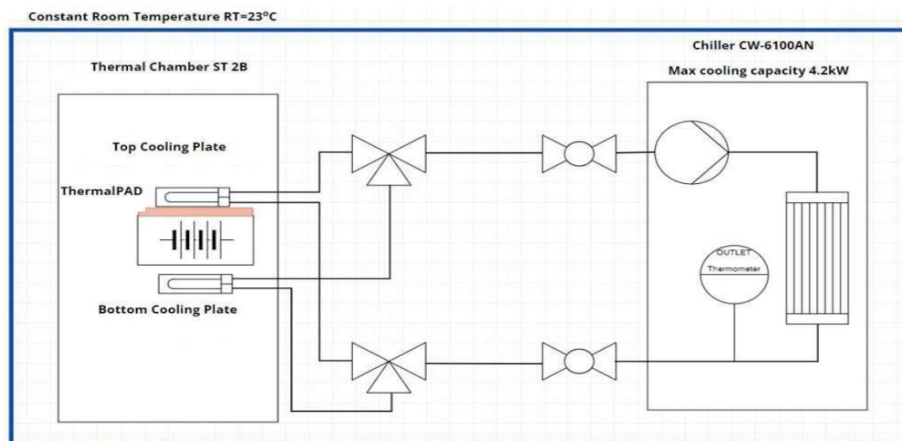 Constant Room Temperature RT=23°C
Chiller CW-6100AN
Thermal Chamber ST 2B
Max cooling capacity 4.2kW
Top Cooling Plate
ThermalPAD
OUTLET
Thermometer
Bottom Cooling Plate